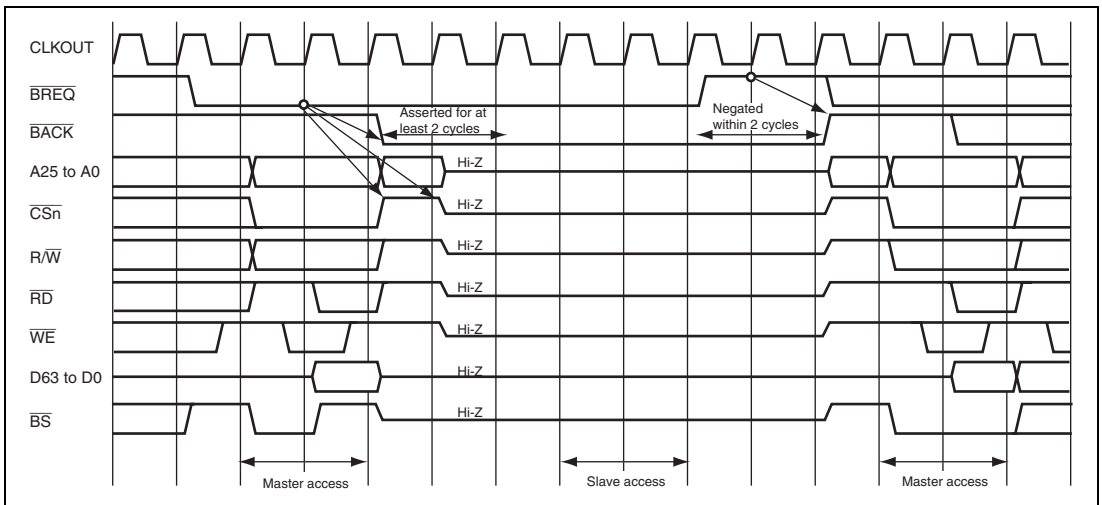 CLKOUT
BREQ
Asserted for at
least 2 cycles
Negated
within 2 cycles
BACK
A25 to A0
Hi-Z
CSn
Hi-Z
R/W
Hi-Z
RD
Hi-Z
WE
Hi-Z
D63 to D0
Hi-Z
BS
Hi-Z
Master access
Slave access
Master access